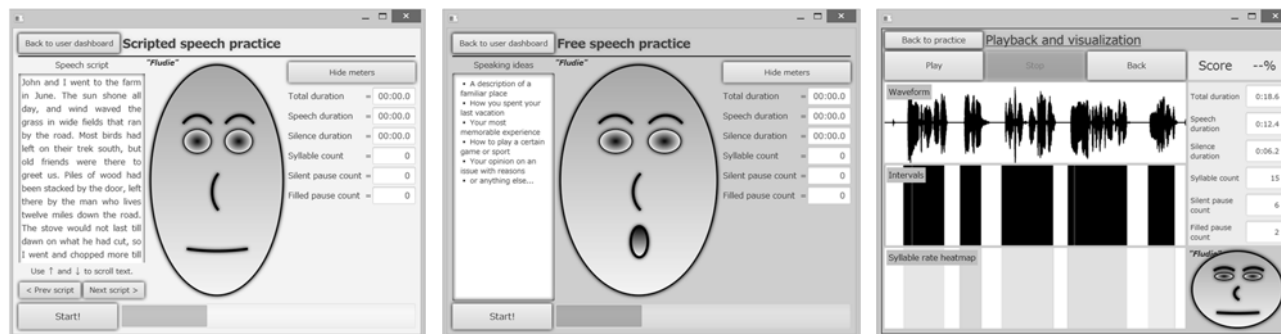 Back to user dashboard
Scripted speech practice
Speech script
"Fludie"
John and I went to the farm
in June. The sun shone all
day, and wind waved the
grass in wide fields that ran
by the road. Most birds had
left on their trek south, but
old friends were there to
greet us. Piles of wood had
been stacked by the door, left
there by the man who lives
twelve miles down the road.
The stove would not last till
dawn on what he had cut, so
I went and chopped more till
Use ↑ and ↓ to scroll text.
< Prev script
Next script >
Start!
Hide meters
Total duration = 00:00.0
Speech duration = 00:00.0
Silence duration = 00:00.0
Syllable count = 0
Silent pause count = 0
Filled pause count = 0
Back to user dashboard
Free speech practice
Speaking ideas
"Fludie"
• A description of a
familiar place
• How you spent your
last vacation
• Your most
memorable experience
• How to play a certain
game or sport
• Your opinion on an
issue with reasons
• or anything else...
Start!
Hide meters
Total duration = 00:00.0
Speech duration = 00:00.0
Silence duration = 00:00.0
Syllable count = 0
Silent pause count = 0
Filled pause count = 0
Back to practice
Playback and visualization
Play
Stop
Back
Score --%
Waveform
Intervals
Syllable rate heatmap
Total duration 0:18.6
Speech
duration 0:12.4
Silence
duration 0:06.2
Syllable count 15
Silent pause
count 6
Filled pause
count 2
"Fludie"